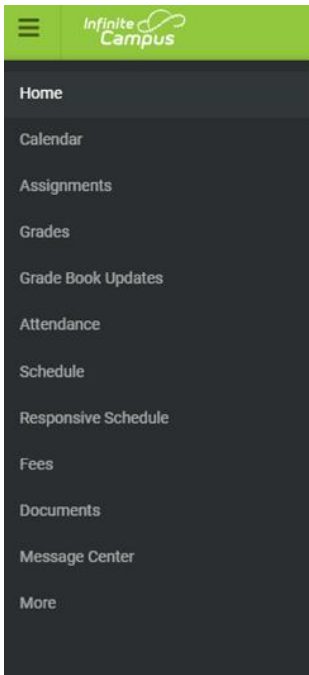 Infinite
Campus
Home
Calendar
Assignments
Grades
Grade Book Updates
Attendance
Schedule
Responsive Schedule
Fees
Documents
Message Center
More